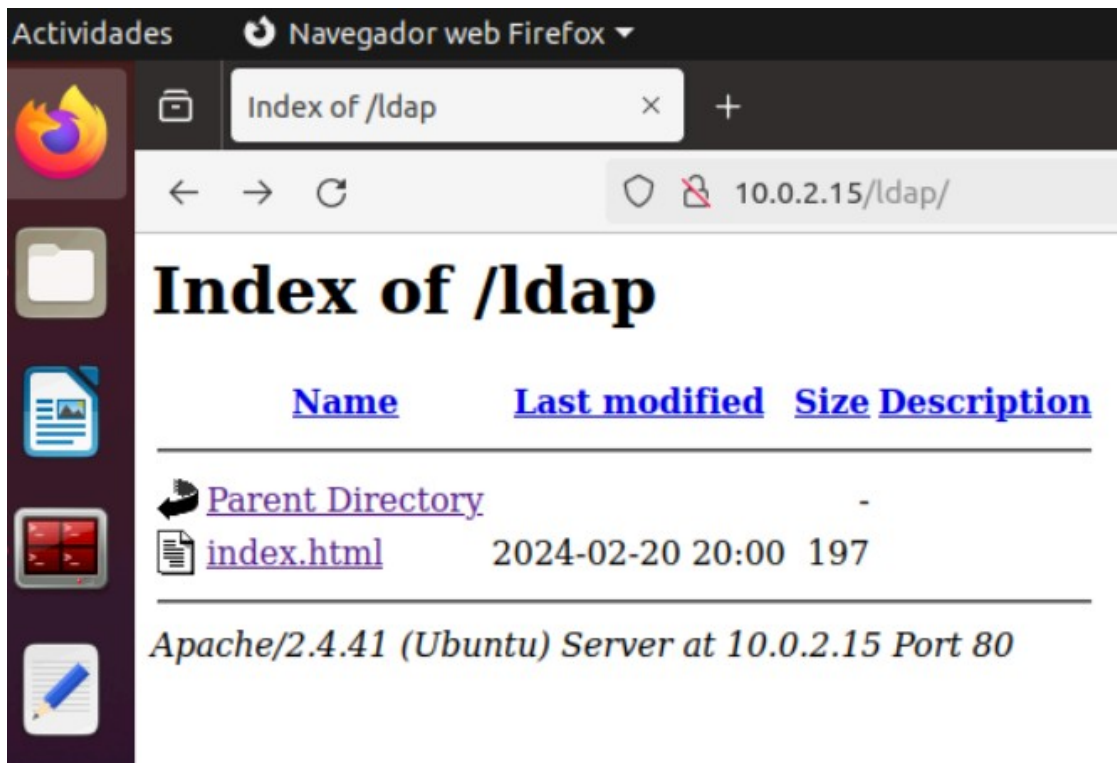 Actividades Navegador web Firefox
Index of /ldap
10.0.2.15/ldap/
Index of /ldap
Name Last modified Size Description
Parent Directory -
index.html 2024-02-20 20:00 197
Apache/2.4.41 (Ubuntu) Server at 10.0.2.15 Port 80